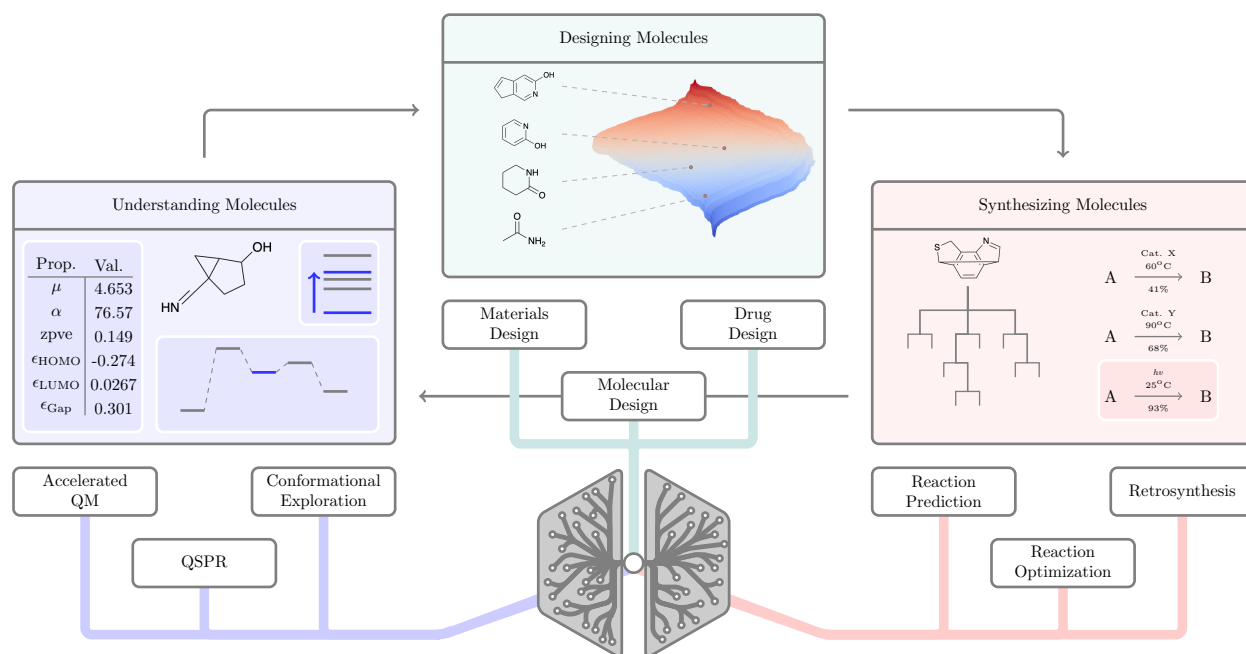 Designing Molecules
OH
N
N
OH
NH
O
O
NH₂
Understanding Molecules
Prop. Val.
μ 4.653
α 76.57
zpve 0.149
ϵHOMO -0.274
ϵLUMO 0.0267
ϵGap 0.301
OH
HN
Synthesizing Molecules
S
N
Cat. X
60°C
A B
41%
Cat. Y
90°C
A B
68%
hv
25°C
A B
93%
Materials
Design
Drug
Design
Molecular
Design
Accelerated
QM
Conformational
Exploration
QSPR
Reaction
Prediction
Retrosynthesis
Reaction
Optimization